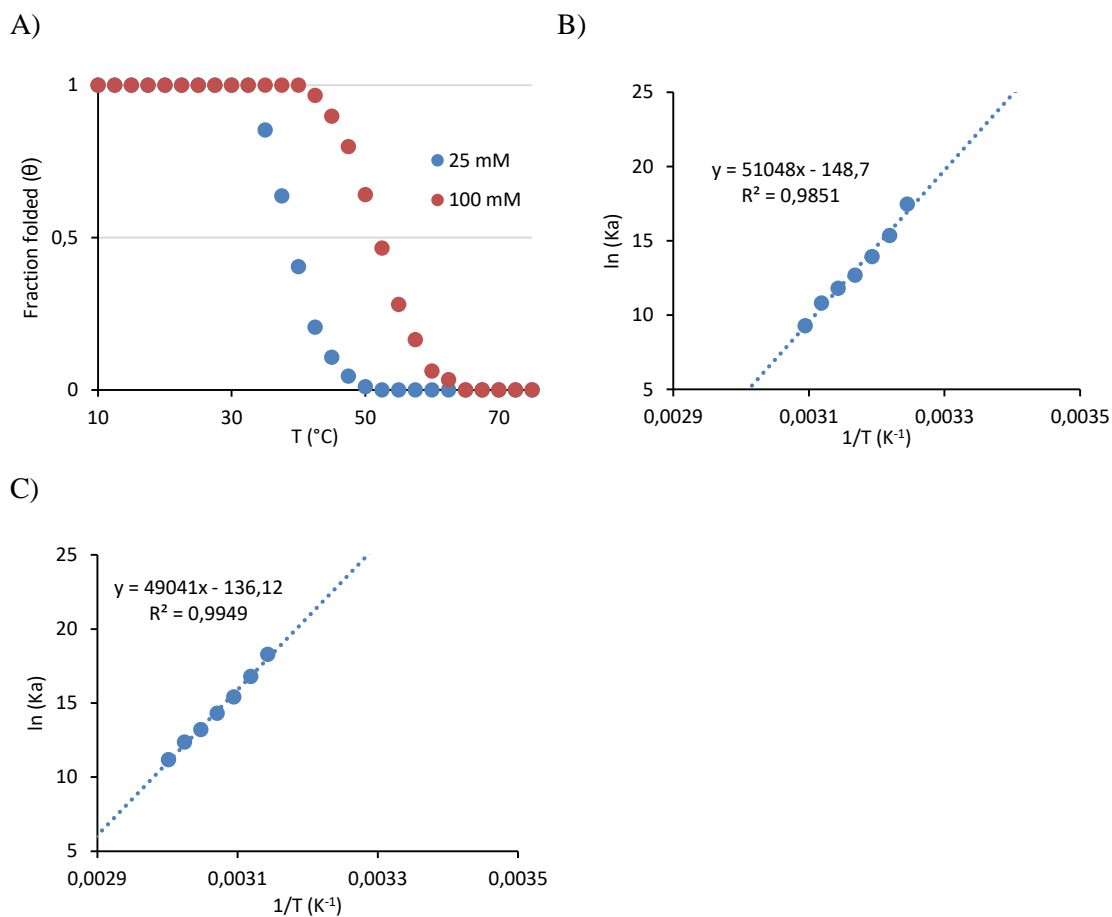 A)
Fraction folded (θ)
1
0,5
0
10
30
50
70
T (°C)
25 mM
100 mM
B)
ln (Ka)
25
20
15
10
5
y = 51048x - 148,7
R² = 0,9851
0,0029
0,0031
0,0033
0,0035
1/T (K⁻¹)
C)
ln (Ka)
25
20
15
10
5
y = 49041x - 136,12
R² = 0,9949
0,0029
0,0031
0,0033
0,0035
1/T (K⁻¹)